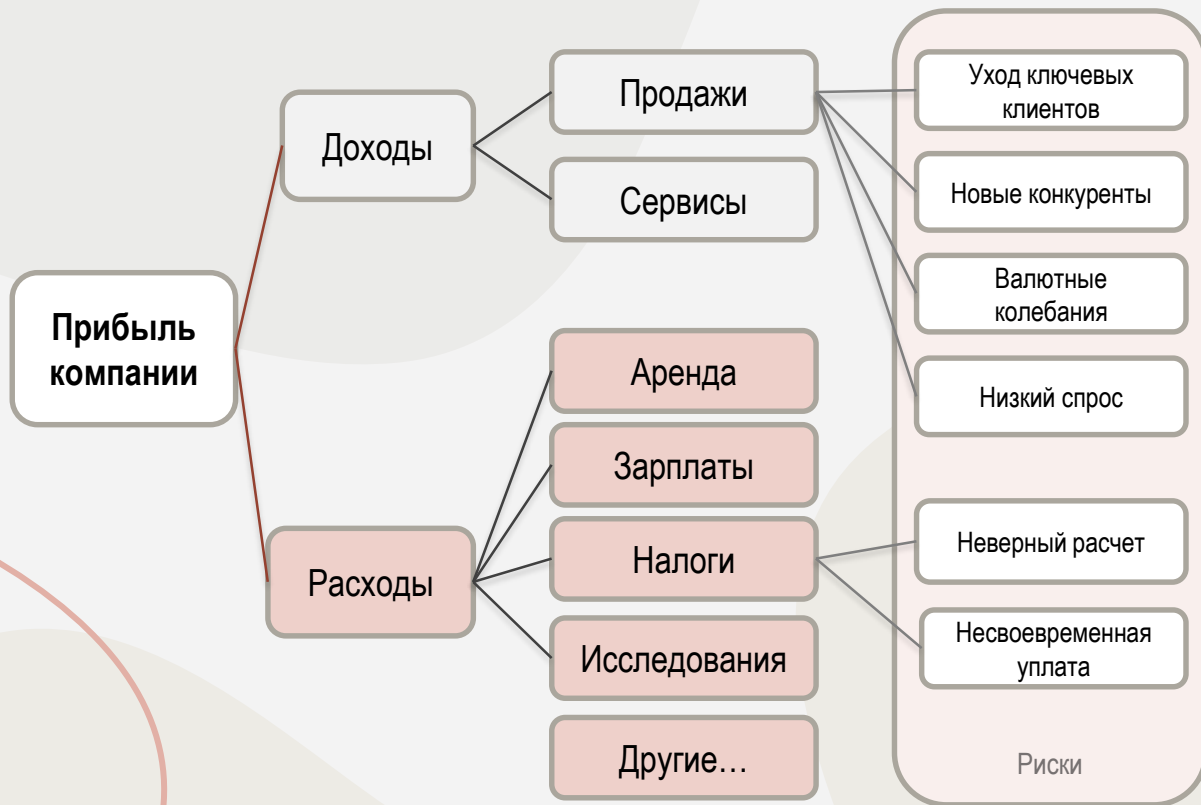 Прибыль
компании
Доходы
Продажи
Сервисы
Расходы
Аренда
Зарплаты
Налоги
Исследования
Другие…
Уход ключевых
клиентов
Новые конкуренты
Валютные
колебания
Низкий спрос
Неверный расчет
Несвоевременная
уплата
Риски